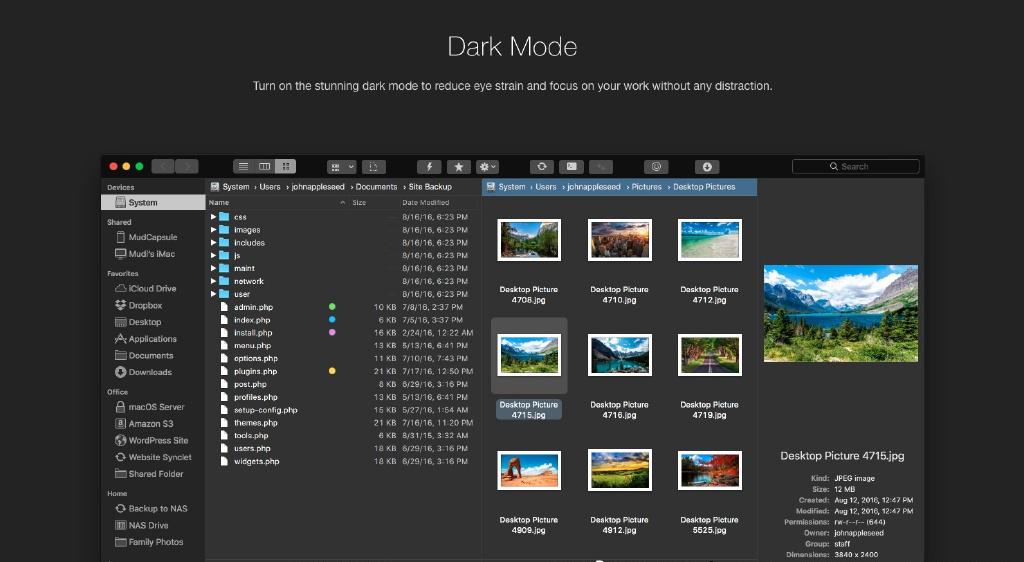 Dark Mode
Turn on the stunning dark mode to reduce eye strain and focus on your work without any distraction.
Search
Devices
System
Shared
MudCapsule
Mudi's iMac
Favorites
iCloud Drive
Dropbox
Desktop
Applications
Documents
Downloads
Office
macOS Server
Amazon S3
WordPress Site
Website Synclet
Shared Folder
Home
Backup to NAS
NAS Drive
Family Photos
System › Users › johnappleseed › Documents › Site Backup
Name Size Date Modified
css 8/16/16, 6:23 PM
images 8/16/16, 6:23 PM
includes 8/16/16, 6:23 PM
js 8/16/16, 6:23 PM
maint 8/16/16, 6:23 PM
network 8/16/16, 6:23 PM
user 8/16/16, 6:23 PM
admin.php 10 KB 7/8/16, 2:37 PM
index.php 6 KB 7/5/16, 3:37 PM
install.php 16 KB 2/24/16, 12:22 AM
menu.php 13 KB 5/13/16, 6:41 PM
options.php 11 KB 7/10/16, 7:43 PM
plugins.php 21 KB 7/17/16, 12:50 PM
post.php 8 KB 6/29/16, 3:16 PM
profiles.php 13 KB 5/13/16, 6:41 PM
setup-config.php 15 KB 5/27/16, 1:54 AM
themes.php 21 KB 7/16/16, 11:20 PM
tools.php 6 KB 8/31/15, 3:32 AM
users.php 18 KB 6/29/16, 3:16 PM
widgets.php 18 KB 6/29/16, 3:16 PM
System › Users › johnappleseed › Pictures › Desktop Pictures
Desktop Picture
4708.jpg
Desktop Picture
4710.jpg
Desktop Picture
4712.jpg
Desktop Picture
4715.jpg
Desktop Picture
4716.jpg
Desktop Picture
4719.jpg
Desktop Picture
4909.jpg
Desktop Picture
4912.jpg
Desktop Picture
5525.jpg
Desktop Picture 4715.jpg
Kind: JPEG image
Size: 12 MB
Created: Aug 12, 2016, 12:47 PM
Modified: Aug 12, 2016, 12:47 PM
Permissions: rw-r--r-- (644)
Owner: johnappleseed
Group: staff
Dimensions: 3840 x 2400